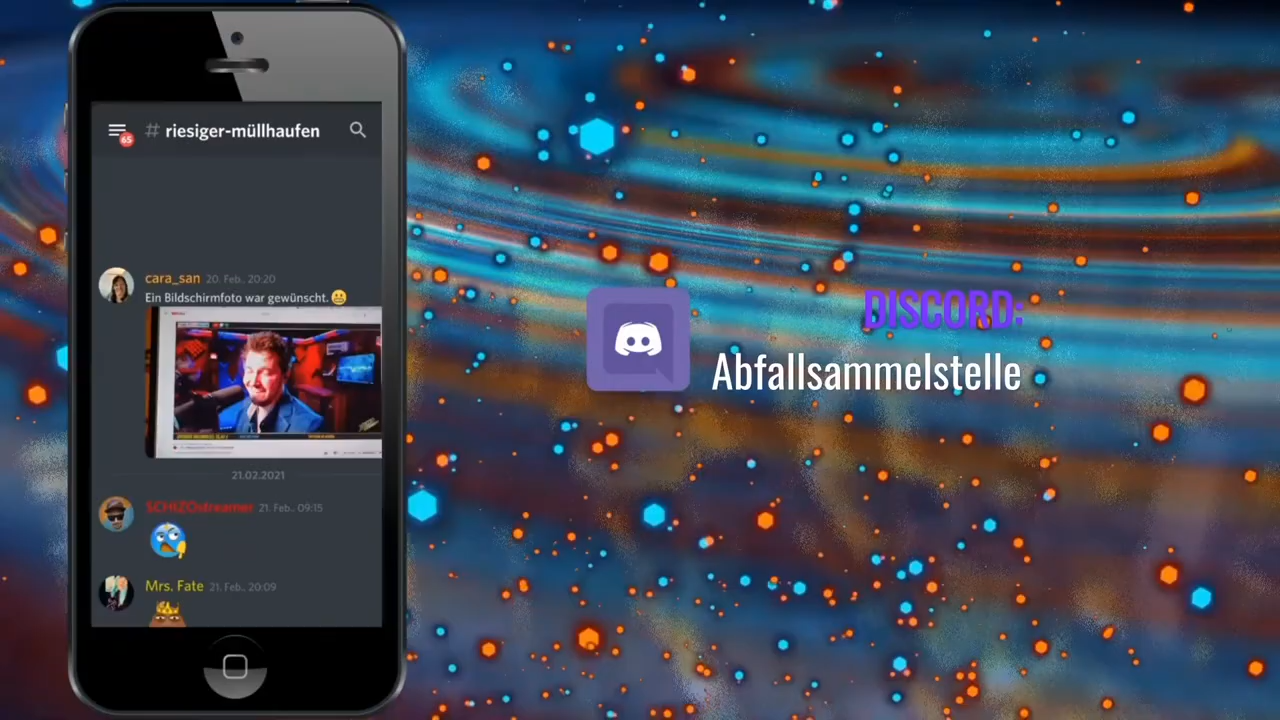 65
# riesiger-müllhaufen
cara_san 20. Feb., 20:20
Ein Bildschirmfoto war gewünscht.
21.02.2021
SCHIZOstreamer 21. Feb., 09:15
Mrs. Fate 21. Feb., 20:09
DISCORD:
Abfallsammelstelle